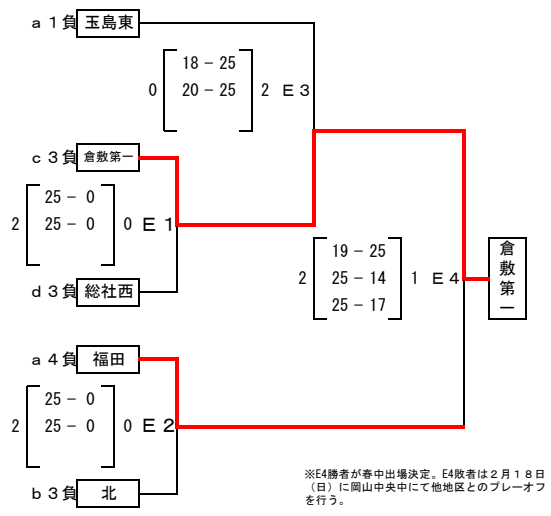 a1負 玉島東
18-25
0 20-25 2 E3
c3負 倉敷第一
25-0
2 25-0 0 E1
d3負 総社西
19-25
2 25-14 1 E4
25-17
倉敷第一
a4負 福田
25-0
2 25-0 0 E2
b3負 北
※E4勝者が春中出場決定。E4敗者は2月18日
(日)に岡山中央中にて他地区とのプレーオフ
を行う。